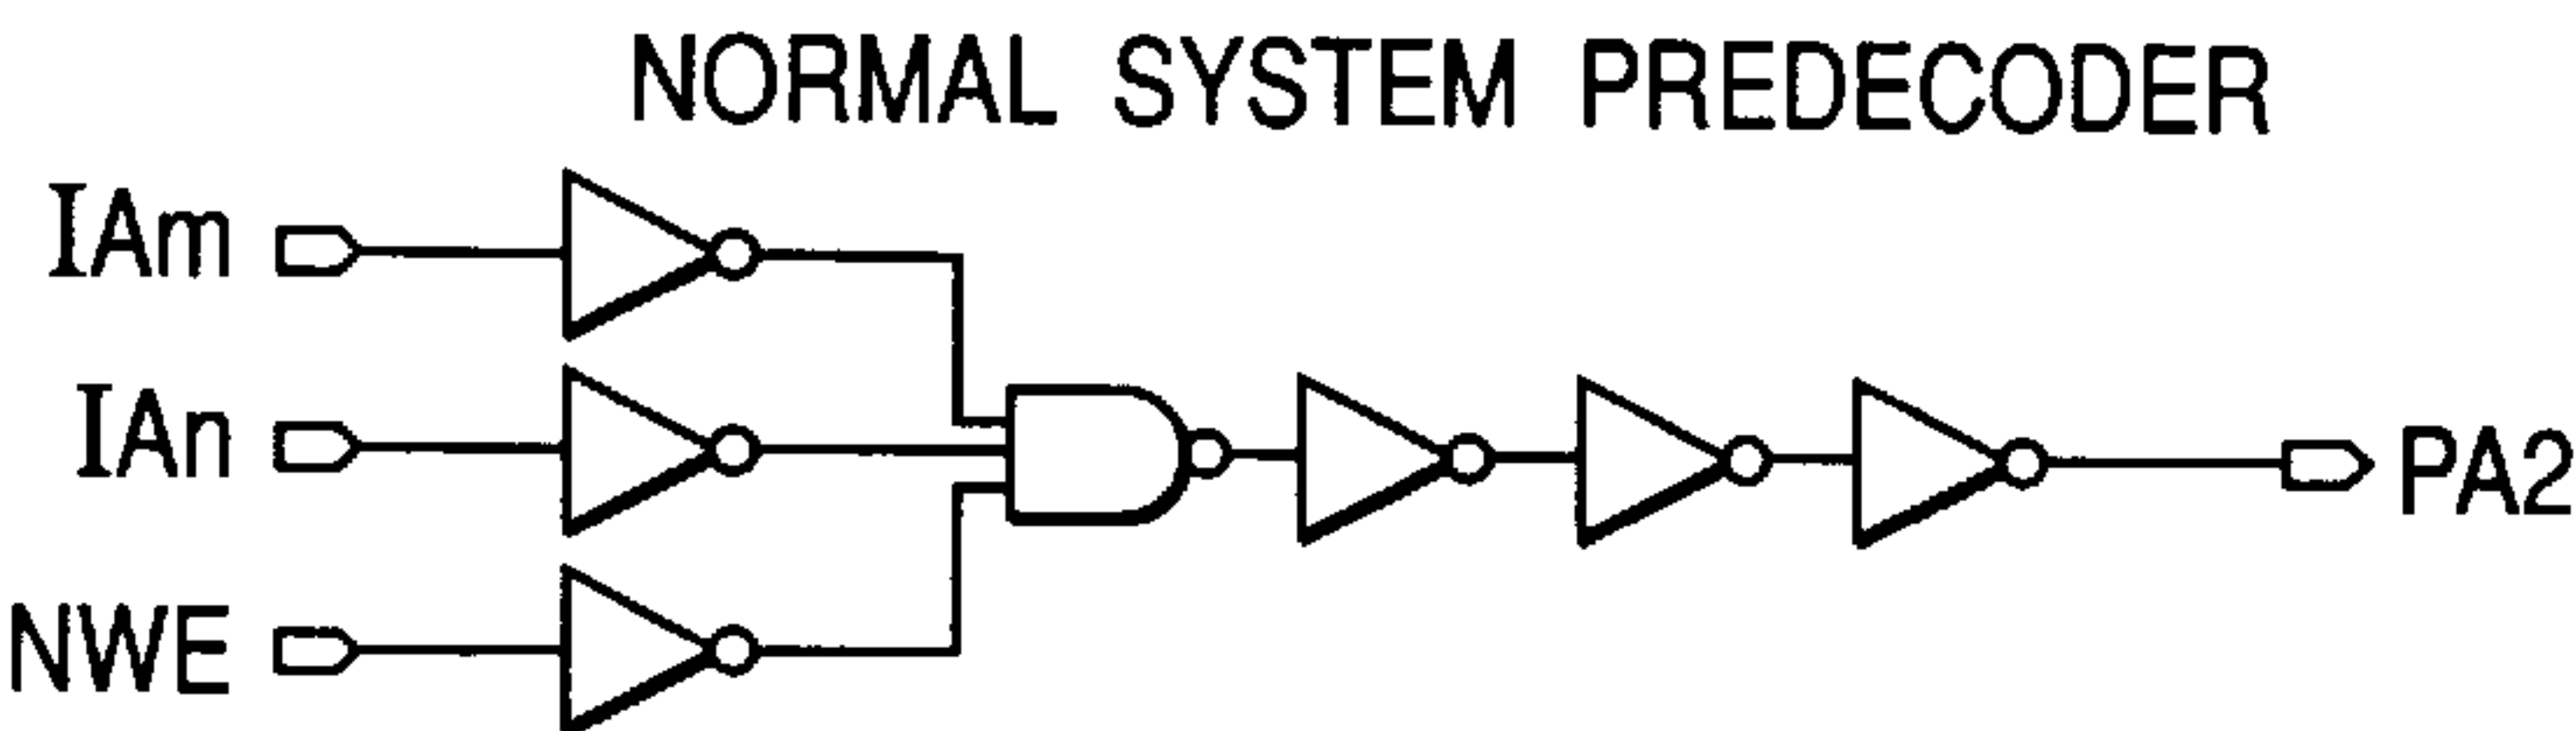 NORMAL SYSTEM PREDECODER
IAm
IAn
PA2
NWE